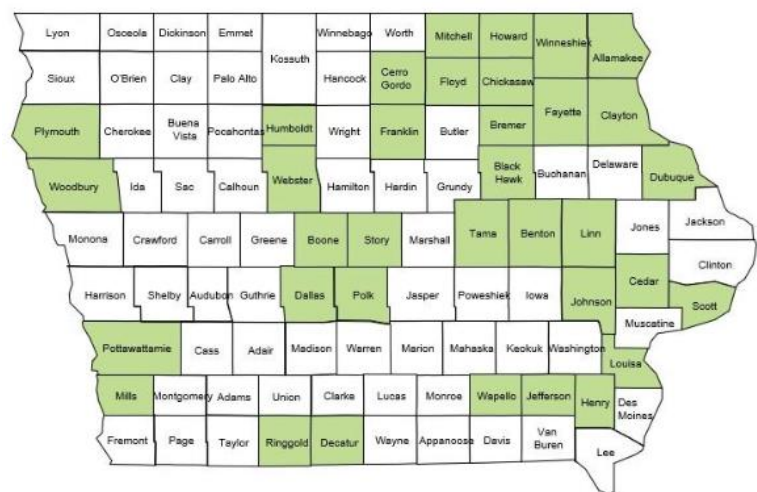 Lyon
Osceola
Dickinson
Emmet
Kossuth
Winnebago
Worth
Mitchell
Howard
Winneshiek
Allamakee
Sioux
O'Brien
Clay
Palo Alto
Hancock
Cerro
Gordo
Floyd
Chickasaw
Plymouth
Cherokee
Buena
Vista
Pocahontas
Humboldt
Wright
Franklin
Butler
Bremer
Fayette
Clayton
Woodbury
Ida
Sac
Calhoun
Webster
Hamilton
Hardin
Grundy
Black
Hawk
Buchanan
Delaware
Dubuque
Monona
Crawford
Carroll
Greene
Boone
Story
Marshall
Tama
Benton
Linn
Jones
Jackson
Clinton
Harrison
Shelby
Audubon
Guthrie
Dallas
Polk
Jasper
Poweshiek
Iowa
Johnson
Cedar
Scott
Muscatine
Pottawattamie
Cass
Adair
Madison
Warren
Marion
Mahaska
Keokuk
Washington
Louisa
Mills
Montgomery
Adams
Union
Clarke
Lucas
Monroe
Wapello
Jefferson
Henry
Des
Moines
Fremont
Page
Taylor
Ringgold
Decatur
Wayne
Appanoose
Davis
Van
Buren
Lee